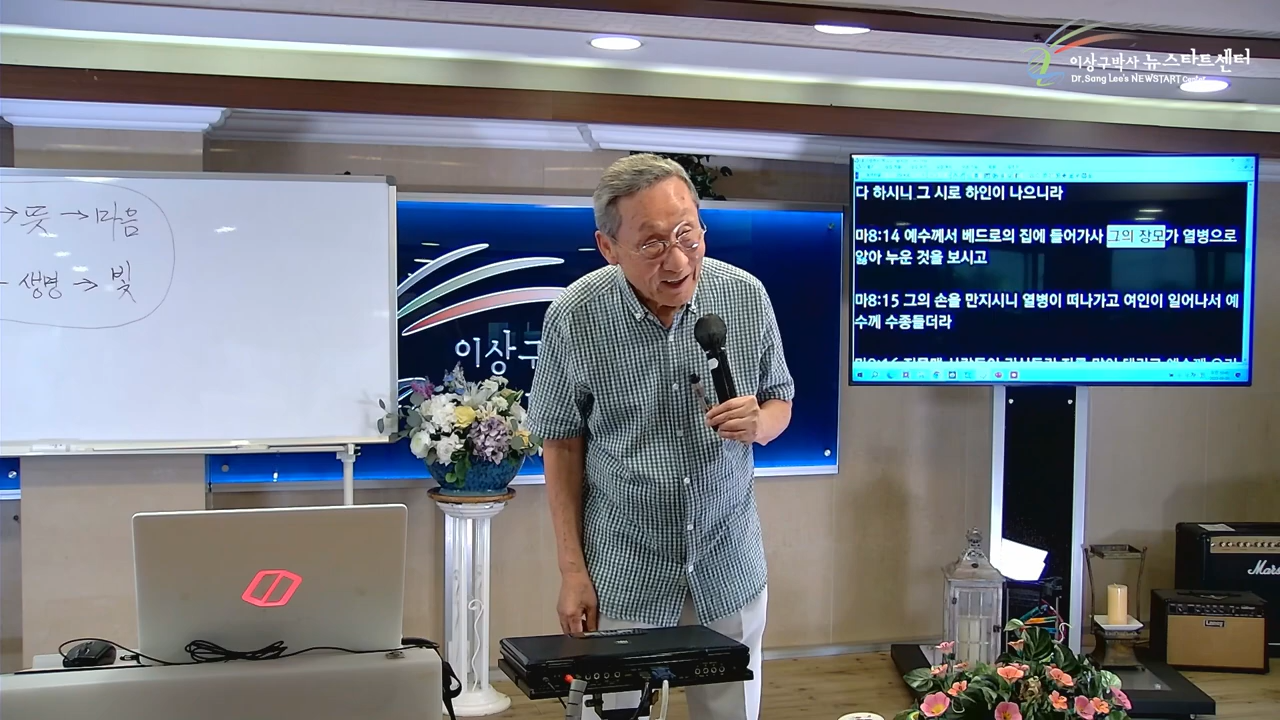 이상구박사 뉴스타트센터
Dr. Sang Lee's NEWSTART Center
→ 뜻 → 마음
생명 → 빛
이상구
다 하시니 그 시로 하인이 나으니라
마8:14 예수께서 베드로의 집에 들어가사 그의 장모가 열병으로
앓아 누운 것을 보시고
마8:15 그의 손을 만지시니 열병이 떠나가고 여인이 일어나서 예
수께 수종들더라
Laney